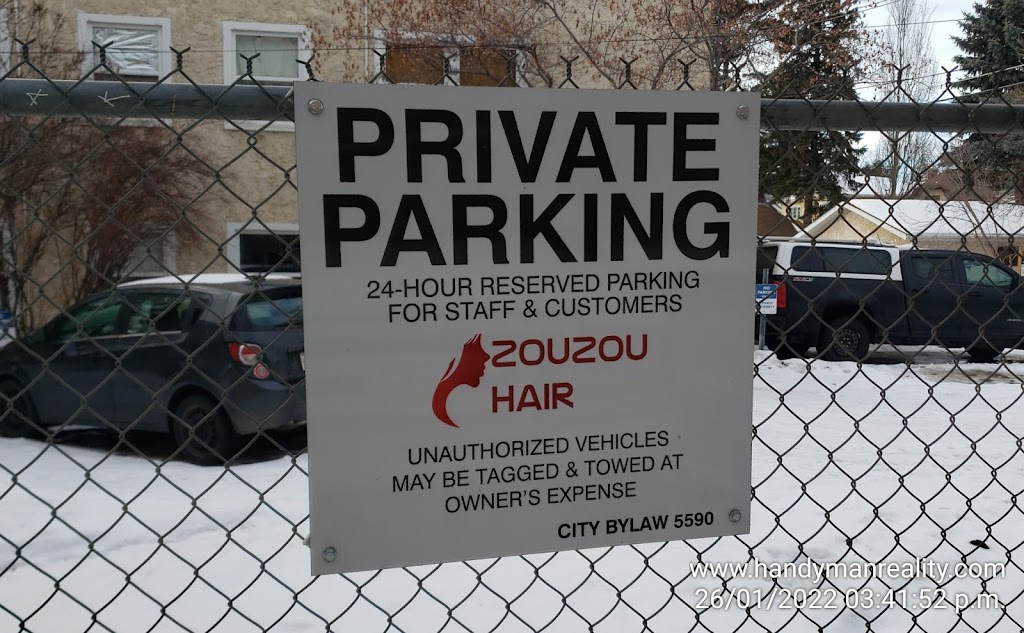 PRIVATE
PARKING
24-HOUR RESERVED PARKING
FOR STAFF & CUSTOMERS
ZOUZOU
HAIR
UNAUTHORIZED VEHICLES
MAY BE TAGGED & TOWED AT
OWNER'S EXPENSE
CITY BYLAW 5590
NO
www.handymanreality.com
26/01/2022 03:41:52 p.m.